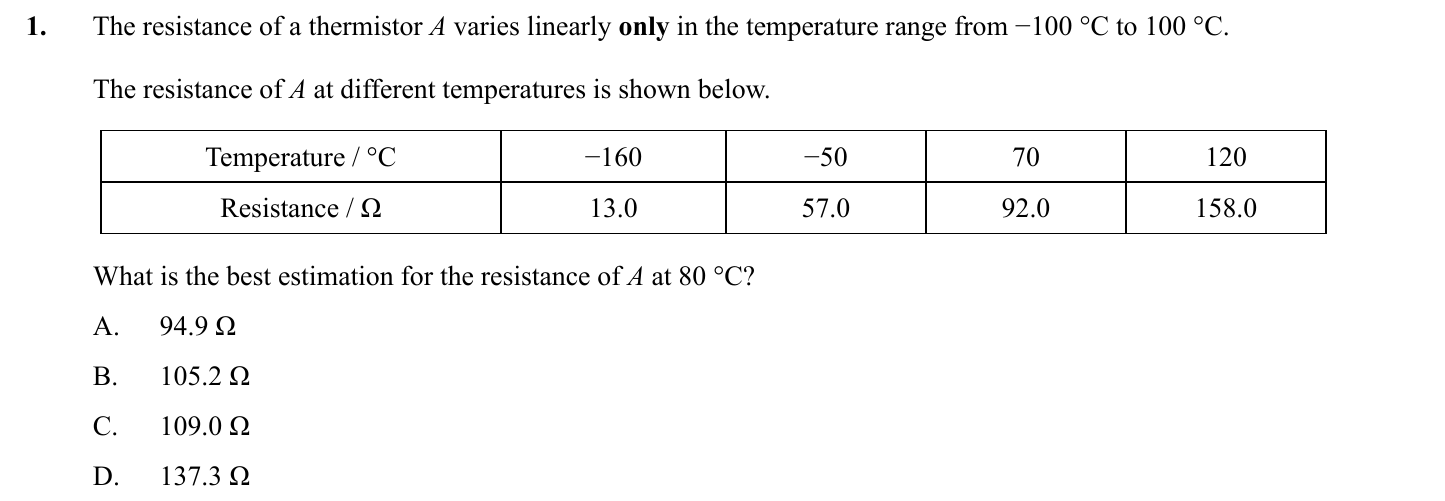 1. The resistance of a thermistor A varies linearly only in the temperature range from −100 °C to 100 °C.
The resistance of A at different temperatures is shown below.
Temperature / °C −160 −50 70 120
Resistance / Ω 13.0 57.0 92.0 158.0
What is the best estimation for the resistance of A at 80 °C?
A. 94.9 Ω
B. 105.2 Ω
C. 109.0 Ω
D. 137.3 Ω